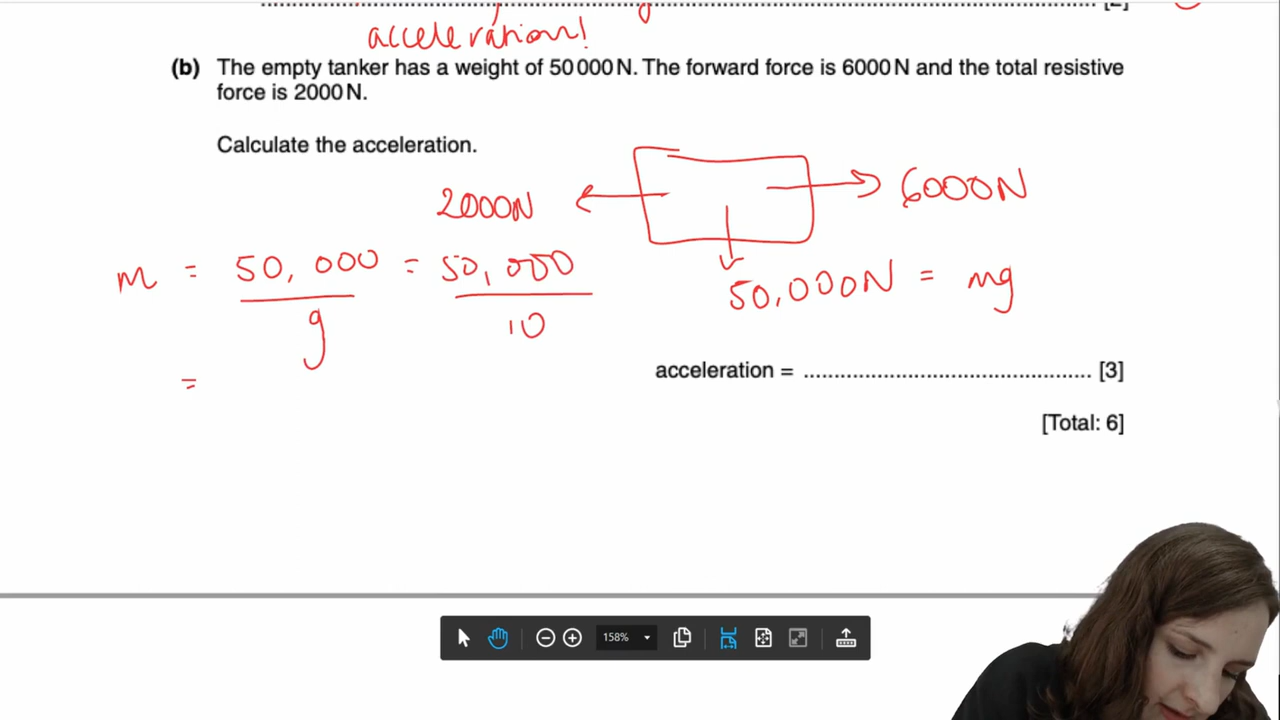 [2]
acceleration!
(b) The empty tanker has a weight of 50 000 N. The forward force is 6000 N and the total resistive
force is 2000 N.
Calculate the acceleration.
2000N
6000N
m = 50,000 = 50,000
g
10
50,000N = mg
=
acceleration = ................................................ [3]
[Total: 6]
158%